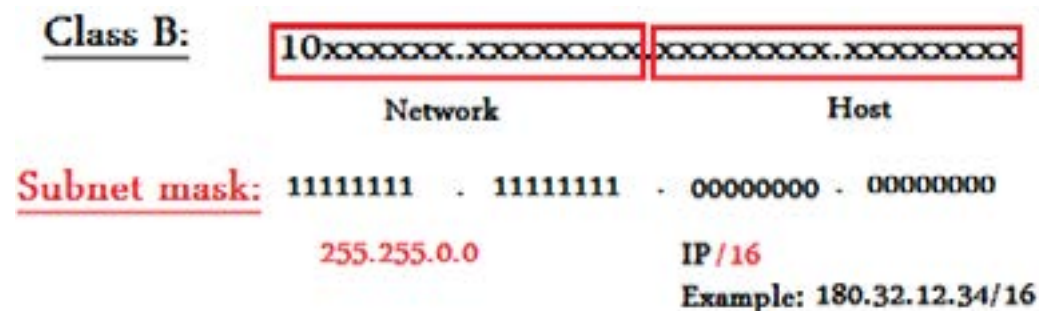 Class B: 10xxxxxx.xxxxxxxx.xxxxxxxx.xxxxxxxx
Network Host
Subnet mask: 11111111 . 11111111 . 00000000 . 00000000
255.255.0.0 IP/16
Example: 180.32.12.34/16